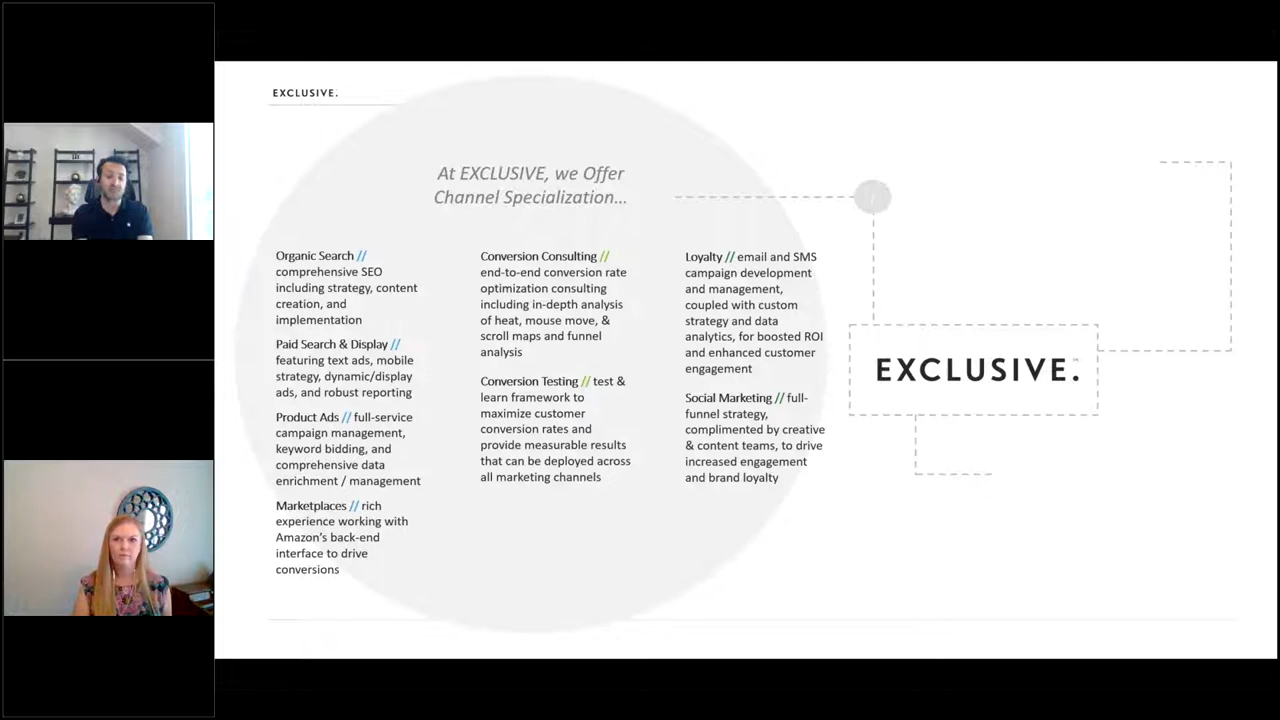 EXCLUSIVE.
At EXCLUSIVE, we Offer
Channel Specialization...
Organic Search //
comprehensive SEO
including strategy, content
creation, and
implementation
Paid Search & Display //
featuring text ads, mobile
strategy, dynamic/display
ads, and robust reporting
Product Ads // full-service
campaign management,
keyword bidding, and
comprehensive data
enrichment / management
Marketplaces // rich
experience working with
Amazon's back-end
interface to drive
conversions
Conversion Consulting //
end-to-end conversion rate
optimization consulting
including in-depth analysis
of heat, mouse move, &
scroll maps and funnel
analysis
Conversion Testing // test &
learn framework to
maximize customer
conversion rates and
provide measurable results
that can be deployed across
all marketing channels
Loyalty // email and SMS
campaign development
and management,
coupled with custom
strategy and data
analytics, for boosted ROI
and enhanced customer
engagement
Social Marketing // full-
funnel strategy,
complimented by creative
& content teams, to drive
increased engagement
and brand loyalty
EXCLUSIVE.